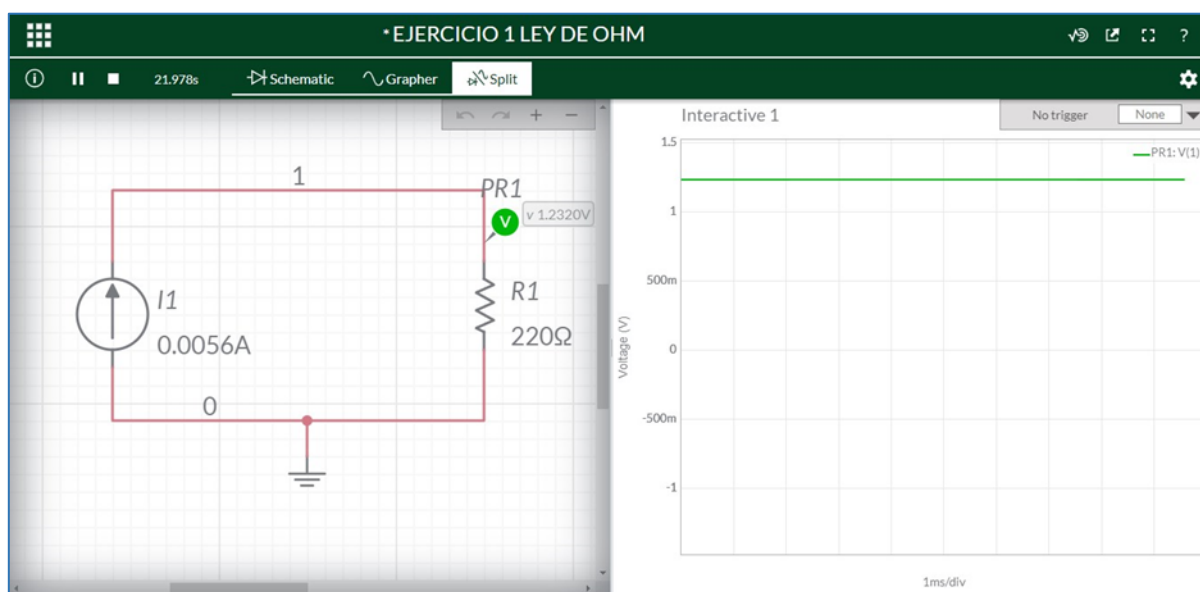 *EJERCICIO 1 LEY DE OHM
?
21.978s
Schematic
Grapher
Split
Interactive 1
No trigger
None
1
PR1
V
v 1.2320V
I1
0.0056A
R1
220Ω
0
PR1: V(1)
Voltage (V)
1.5
1
500m
0
-500m
-1
1ms/div